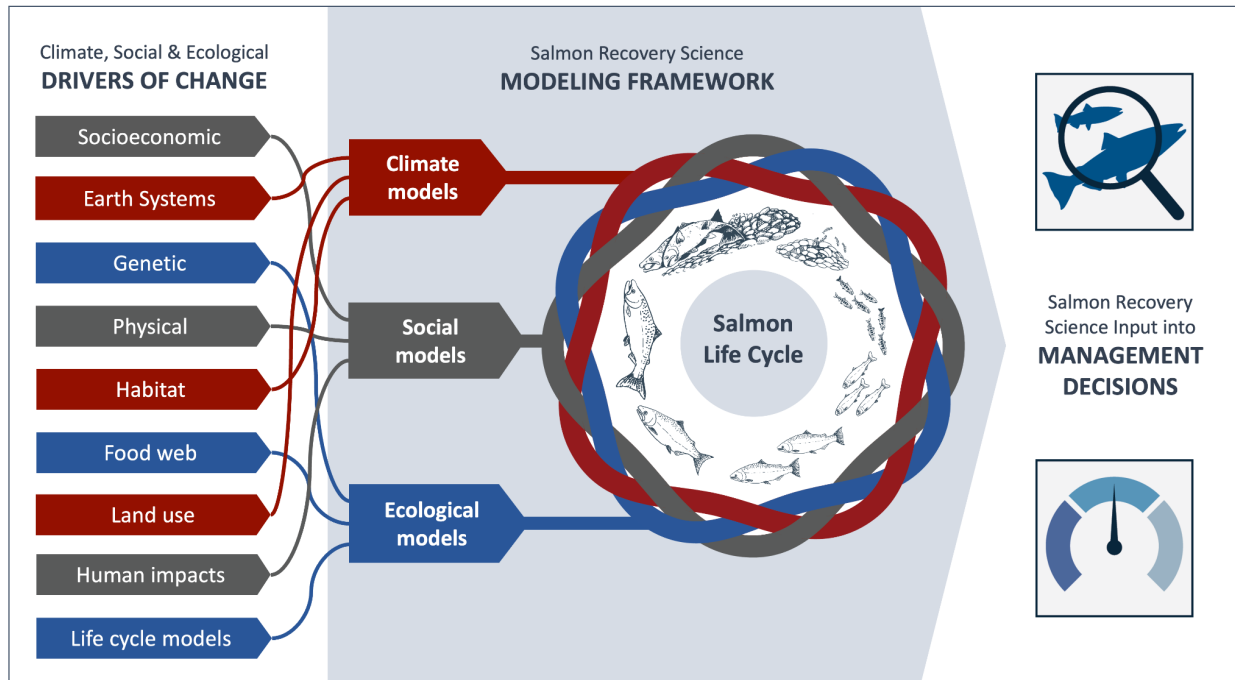 Climate, Social & Ecological
DRIVERS OF CHANGE
Socioeconomic
Earth Systems
Genetic
Physical
Habitat
Food web
Land use
Human impacts
Life cycle models
Salmon Recovery Science
MODELING FRAMEWORK
Climate
models
Social
models
Ecological
models
Salmon
Life Cycle
Salmon Recovery
Science Input into
MANAGEMENT
DECISIONS